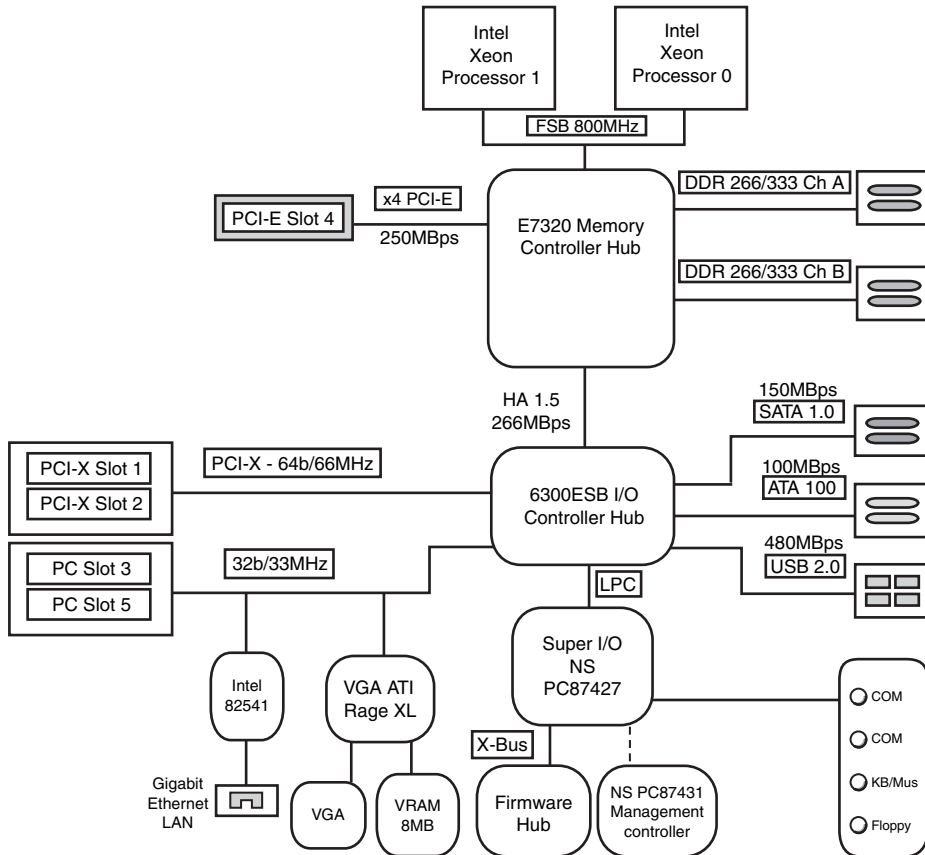 Intel
Xeon
Processor 1
Intel
Xeon
Processor 0
FSB 800MHz
PCI-E Slot 4
x4 PCI-E
250MBps
E7320 Memory
Controller Hub
DDR 266/333 Ch A
DDR 266/333 Ch B
HA 1.5
266MBps
150MBps
SATA 1.0
PCI-X Slot 1
PCI-X Slot 2
PCI-X - 64b/66MHz
6300ESB I/O
Controller Hub
100MBps
ATA 100
480MBps
USB 2.0
PC Slot 3
PC Slot 5
32b/33MHz
LPC
Super I/O
NS
PC87427
Intel
82541
VGA ATI
Rage XL
X-Bus
Gigabit
Ethernet
LAN
VGA
VRAM
8MB
Firmware
Hub
NS PC87431
Management
controller
COM
COM
KB/Mus
Floppy